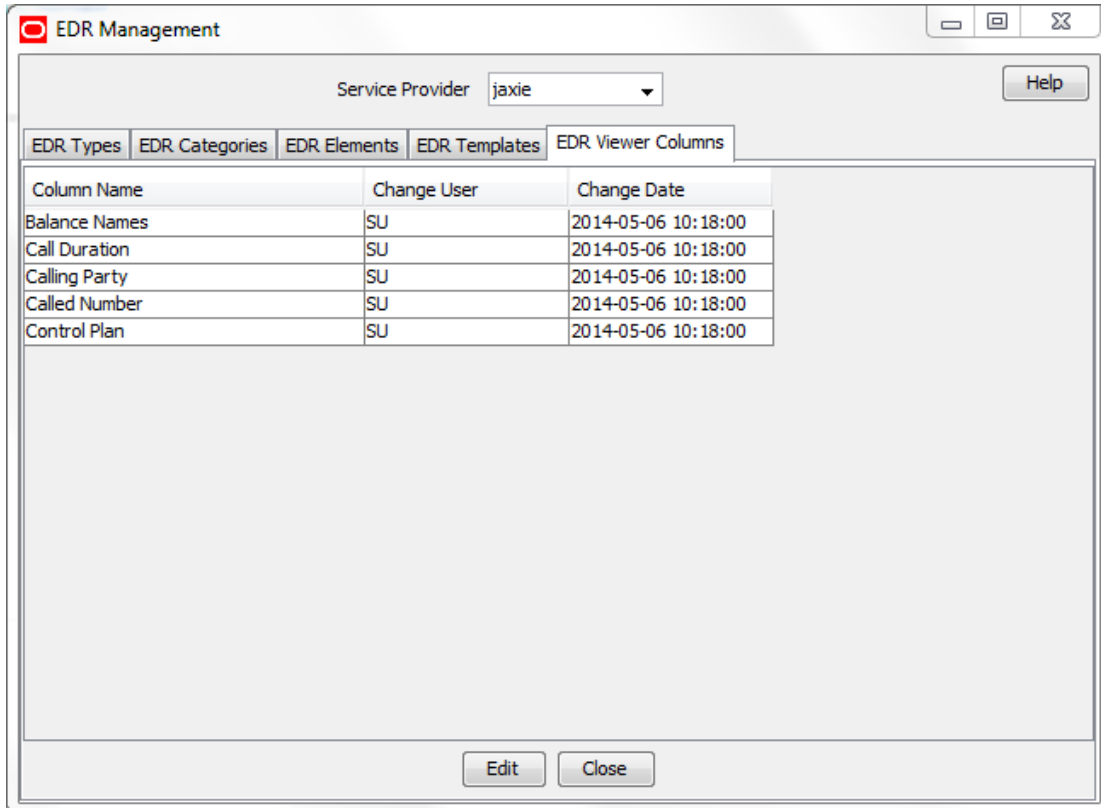 EDR Management
Service Provider jaxie Help
EDR Types EDR Categories EDR Elements EDR Templates EDR Viewer Columns
Column Name Change User Change Date
Balance Names SU 2014-05-06 10:18:00
Call Duration SU 2014-05-06 10:18:00
Calling Party SU 2014-05-06 10:18:00
Called Number SU 2014-05-06 10:18:00
Control Plan SU 2014-05-06 10:18:00
Edit Close